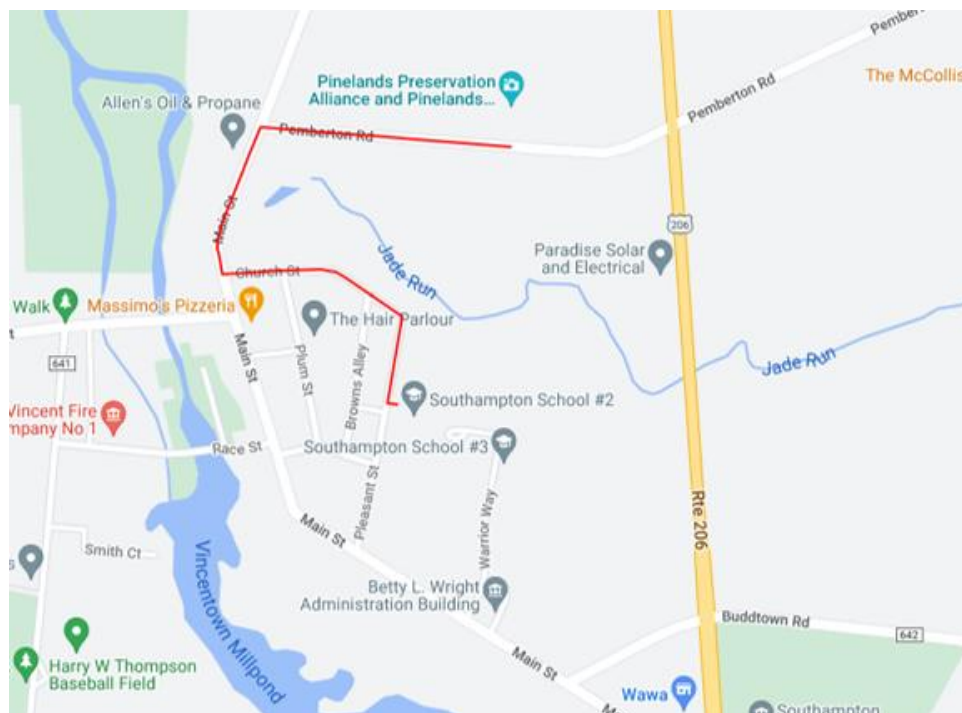 Pemberton Rd
The McCollis
Pinelands Preservation
Alliance and Pinelands...
Allen's Oil & Propane
Pemberton Rd
Main St
206
Paradise Solar
and Electrical
Jade Run
Church St
Walk
Massimo's Pizzeria
The Hair Parlour
Jade Run
641
Main St
Plum St
Browns Alley
Southampton School #2
Vincent Fire
mpany No 1
Race St
Southampton School #3
Pleasant St
Warrior Way
Rte 206
Main St
Smith Ct
Vincentown Millpond
Betty L. Wright
Administration Building
Buddtown Rd
642
Main St
Harry W Thompson
Baseball Field
Wawa
Southampton